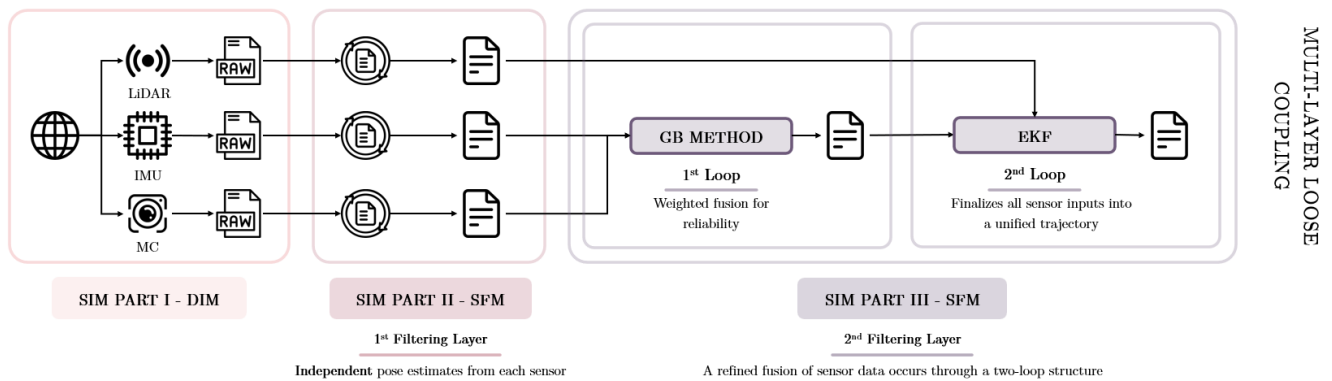 LiDAR
RAW
IMU
RAW
MC
RAW
GB METHOD
1st Loop
Weighted fusion for
reliability
EKF
2nd Loop
Finalizes all sensor inputs into
a unified trajectory
MULTI-LAYER LOOSE
COUPLING
SIM PART I - DIM
SIM PART II - SFM
1st Filtering Layer
Independent pose estimates from each sensor
SIM PART III - SFM
2nd Filtering Layer
A refined fusion of sensor data occurs through a two-loop structure